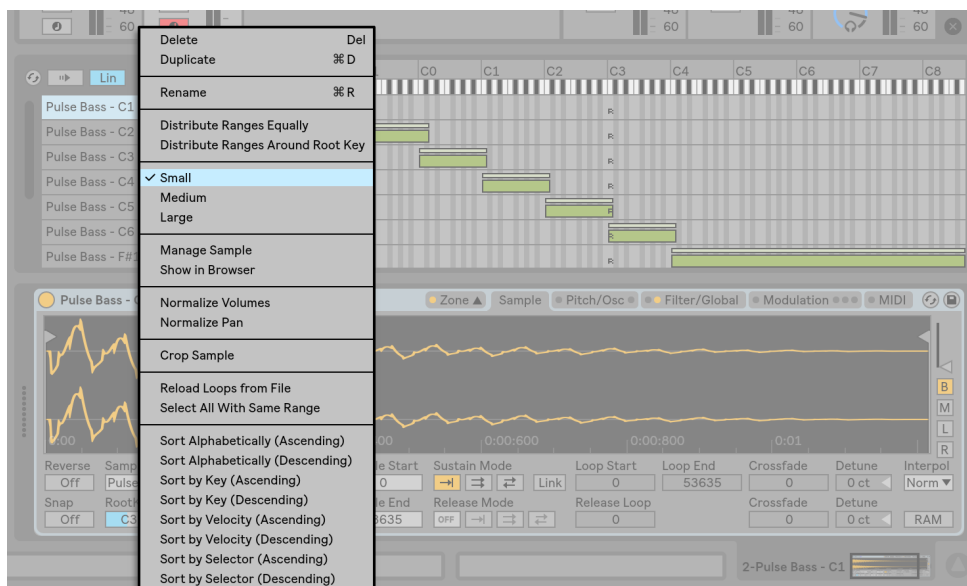 40
60
60
60
60
Delete Del
Duplicate ⌘D
Rename ⌘R
Distribute Ranges Equally
Distribute Ranges Around Root Key
✓ Small
Medium
Large
Manage Sample
Show in Browser
Normalize Volumes
Normalize Pan
Crop Sample
Reload Loops from File
Select All With Same Range
Sort Alphabetically (Ascending)
Sort Alphabetically (Descending)
Sort by Key (Ascending)
Sort by Key (Descending)
Sort by Velocity (Ascending)
Sort by Velocity (Descending)
Sort by Selector (Ascending)
Sort by Selector (Descending)
Lin
C0 C1 C2 C3 C4 C5 C6 C7 C8
Pulse Bass - C1 R
Pulse Bass - C2 R
Pulse Bass - C3 R
Pulse Bass - C4 R
Pulse Bass - C5 R
Pulse Bass - C6 R
Pulse Bass - F#1 R
Pulse Bass - Zone Sample Pitch/Osc Filter/Global Modulation MIDI
B
M
L
R
0:00:600 0:00:800 0:01
Reverse Start Sustain Mode Loop Start Loop End Crossfade Detune Interpol
Off Pulse 0 Link 0 53635 0 0 ct Norm
Snap End Release Mode Release Loop Crossfade Detune
Off C3 OFF 0 0 0 ct RAM
2-Pulse Bass - C1